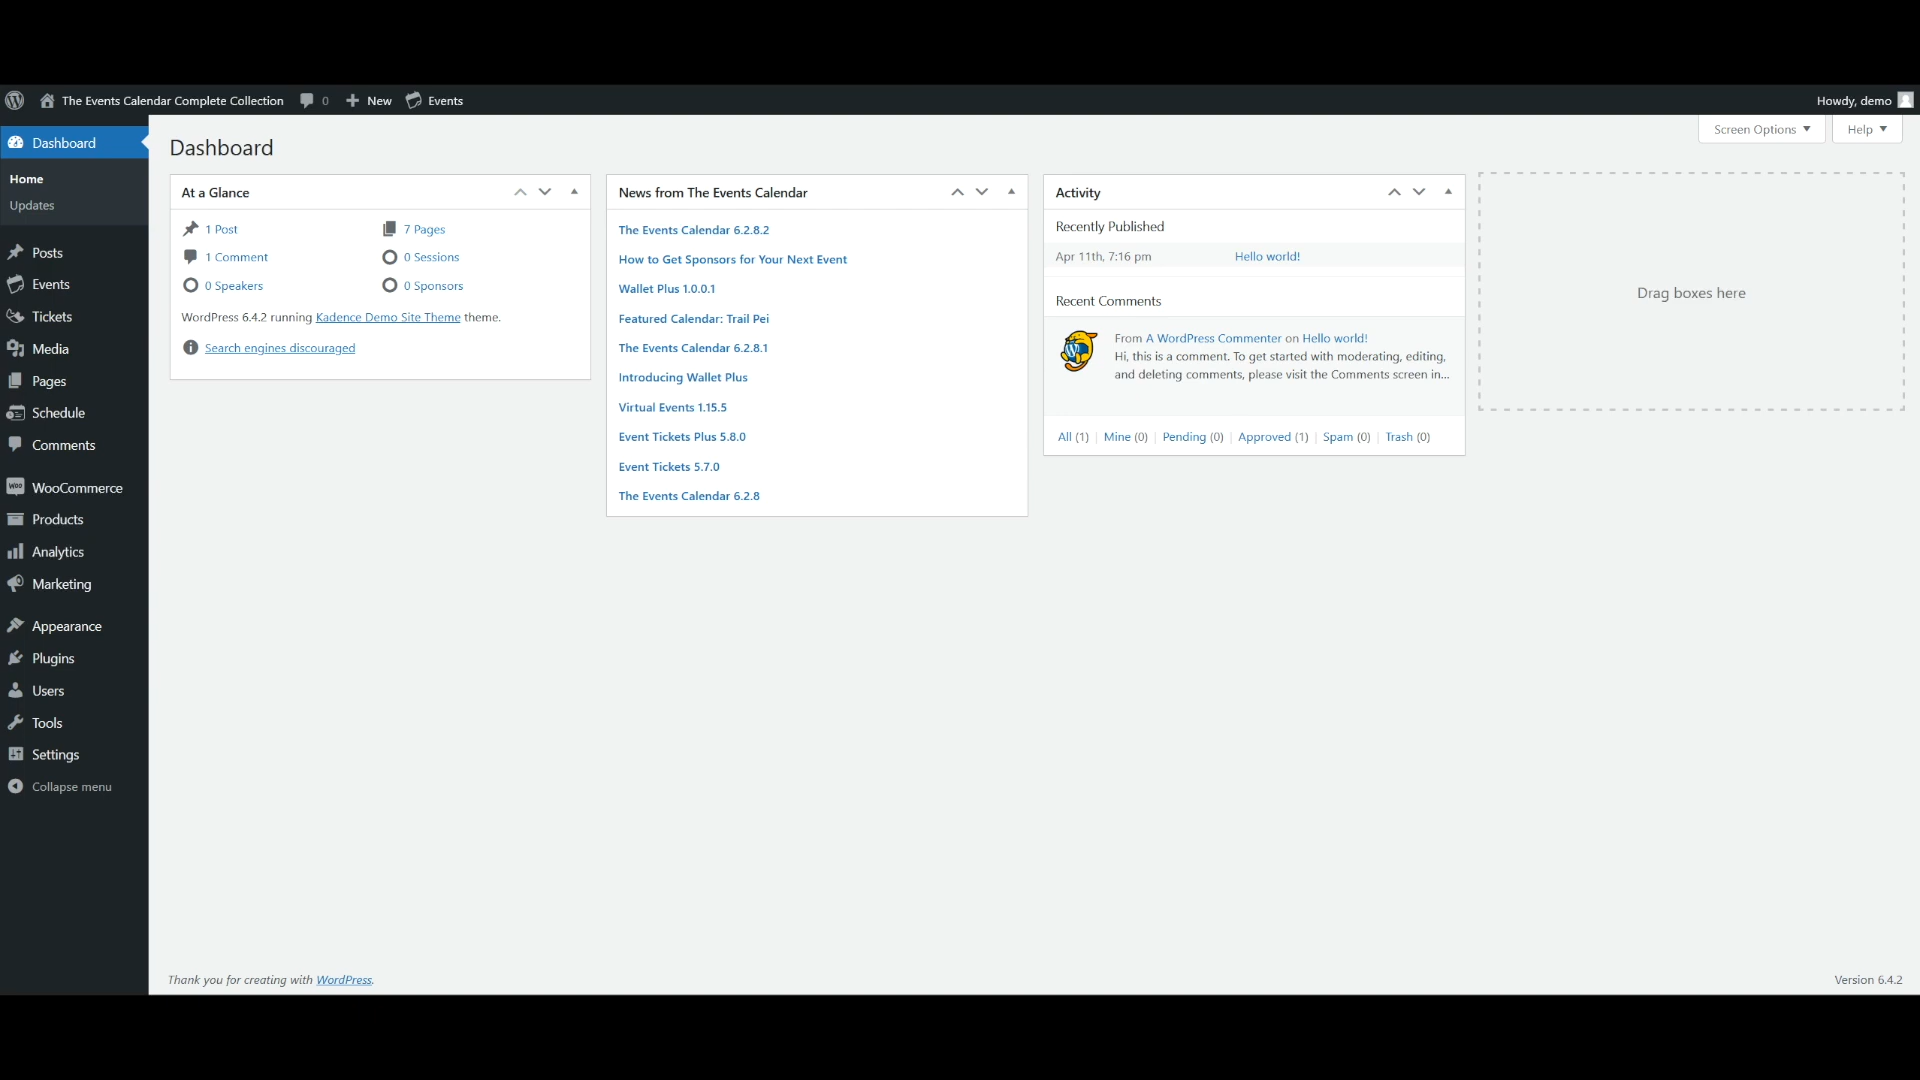 The Events Calendar Complete Collection 0 New Events Howdy, demo
Screen Options Help
Dashboard
Home
Updates
Posts
Events
Tickets
Media
Pages
Schedule
Comments
WooCommerce
Products
Analytics
Marketing
Appearance
Plugins
Users
Tools
Settings
Collapse menu
Dashboard
At a Glance
1 Post 7 Pages
1 Comment 0 Sessions
0 Speakers 0 Sponsors
WordPress 6.4.2 running Kadence Demo Site Theme theme.
Search engines discouraged
News from The Events Calendar
The Events Calendar 6.2.8.2
How to Get Sponsors for Your Next Event
Wallet Plus 1.0.0.1
Featured Calendar: Trail Pei
The Events Calendar 6.2.8.1
Introducing Wallet Plus
Virtual Events 1.15.5
Event Tickets Plus 5.8.0
Event Tickets 5.7.0
The Events Calendar 6.2.8
Activity
Recently Published
Apr 11th, 7:16 pm Hello world!
Recent Comments
From A WordPress Commenter on Hello world!
Hi, this is a comment. To get started with moderating, editing,
and deleting comments, please visit the Comments screen in...
All (1) | Mine (0) | Pending (0) | Approved (1) | Spam (0) | Trash (0)
Drag boxes here
Thank you for creating with WordPress.
Version 6.4.2